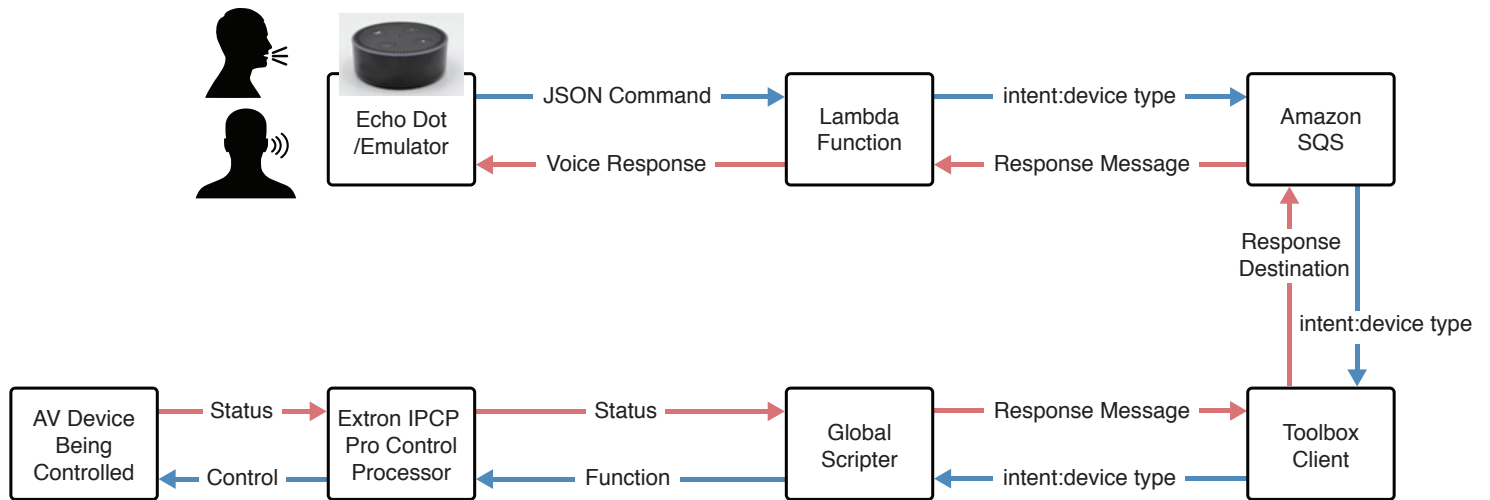 Echo Dot
/Emulator
JSON Command
Voice Response
Lambda
Function
intent:device type
Response Message
Amazon
SQS
Response
Destination
intent:device type
AV Device
Being
Controlled
Status
Control
Extron IPCP
Pro Control
Processor
Status
Function
Global
Scripter
Response Message
intent:device type
Toolbox
Client